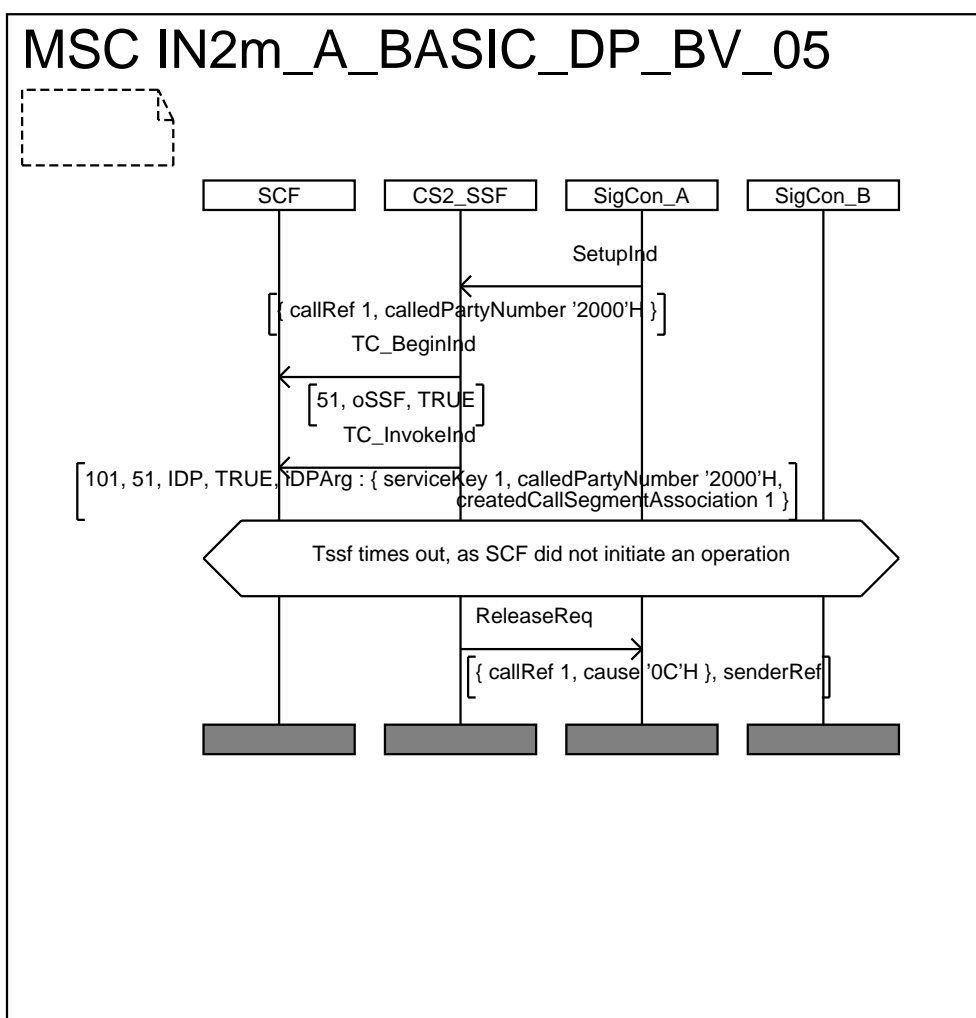 MSC IN2m_A_BASIC_DP_BV_05
SCF
CS2_SSF
SigCon_A
SigCon_B
SetupInd
{ callRef 1, calledPartyNumber ’2000’H }
TC_BeginInd
51, oSSF, TRUE
TC_InvokeInd
101, 51, IDP, TRUE, iDPArg : { serviceKey 1, calledPartyNumber ’2000’H,
createdCallSegmentAssociation 1 }
Tssf times out, as SCF did not initiate an operation
ReleaseReq
{ callRef 1, cause ’0C’H }, senderRef